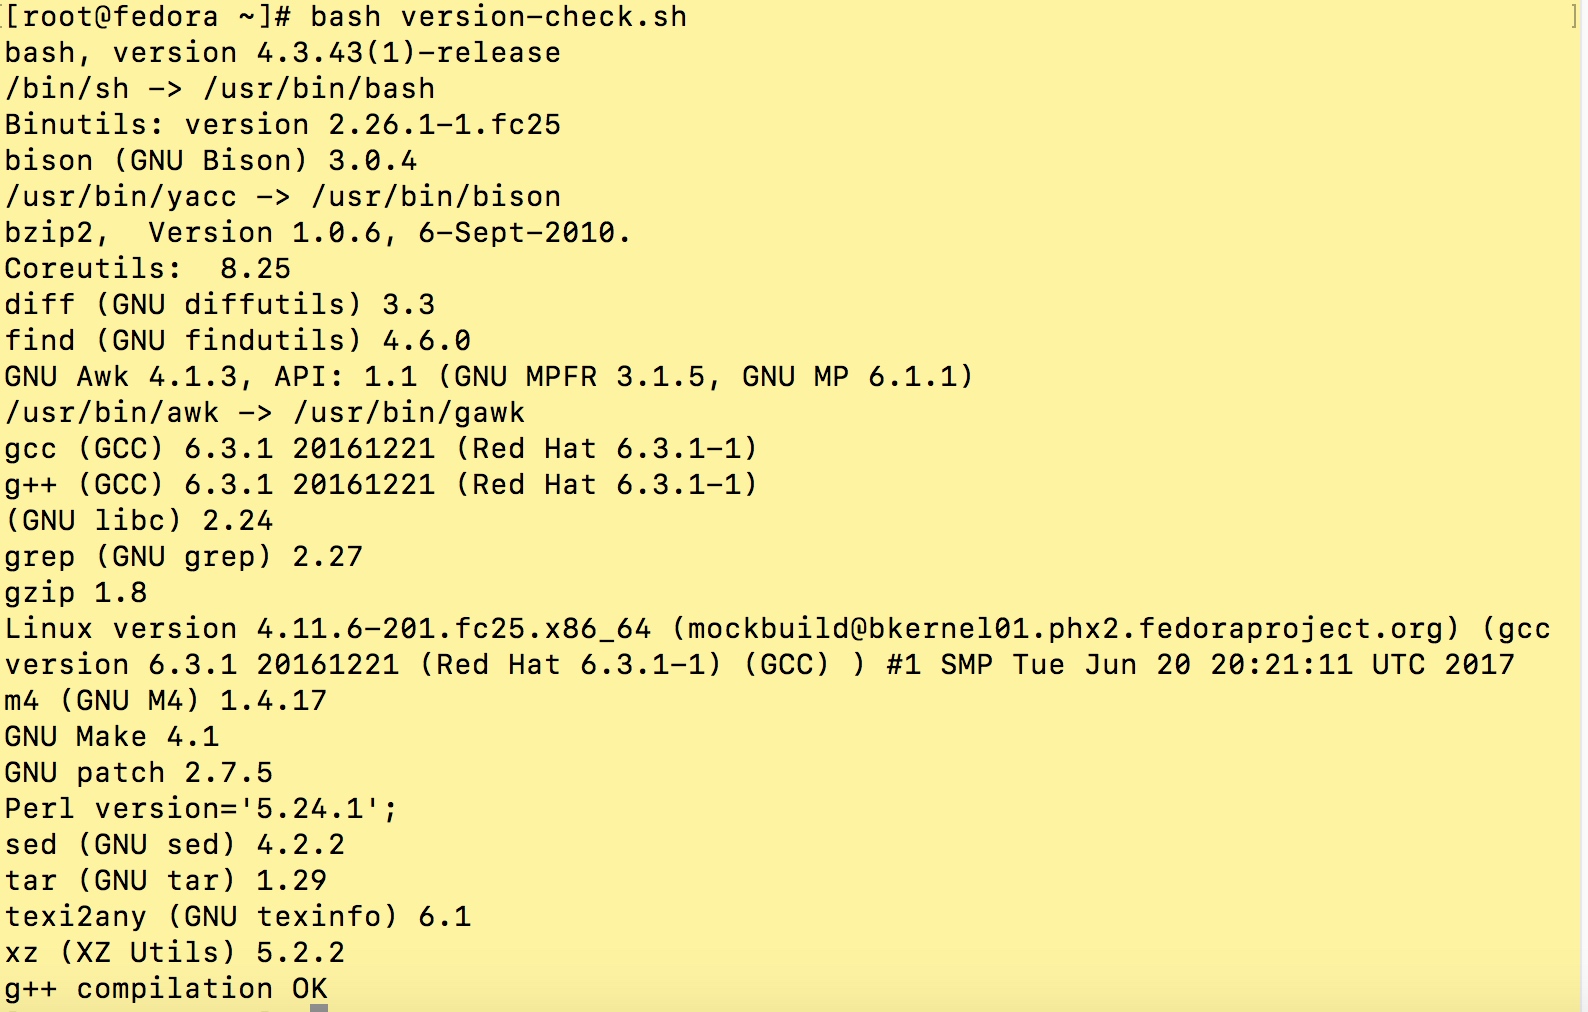 [root@fedora ~]# bash version-check.sh
bash, version 4.3.43(1)-release
/bin/sh -> /usr/bin/bash
Binutils: version 2.26.1-1.fc25
bison (GNU Bison) 3.0.4
/usr/bin/yacc -> /usr/bin/bison
bzip2,  Version 1.0.6, 6-Sept-2010.
Coreutils:  8.25
diff (GNU diffutils) 3.3
find (GNU findutils) 4.6.0
GNU Awk 4.1.3, API: 1.1 (GNU MPFR 3.1.5, GNU MP 6.1.1)
/usr/bin/awk -> /usr/bin/gawk
gcc (GCC) 6.3.1 20161221 (Red Hat 6.3.1-1)
g++ (GCC) 6.3.1 20161221 (Red Hat 6.3.1-1)
(GNU libc) 2.24
grep (GNU grep) 2.27
gzip 1.8
Linux version 4.11.6-201.fc25.x86_64 (mockbuild@bkernel01.phx2.fedoraproject.org) (gcc
version 6.3.1 20161221 (Red Hat 6.3.1-1) (GCC) ) #1 SMP Tue Jun 20 20:21:11 UTC 2017
m4 (GNU M4) 1.4.17
GNU Make 4.1
GNU patch 2.7.5
Perl version='5.24.1';
sed (GNU sed) 4.2.2
tar (GNU tar) 1.29
texi2any (GNU texinfo) 6.1
xz (XZ Utils) 5.2.2
g++ compilation OK